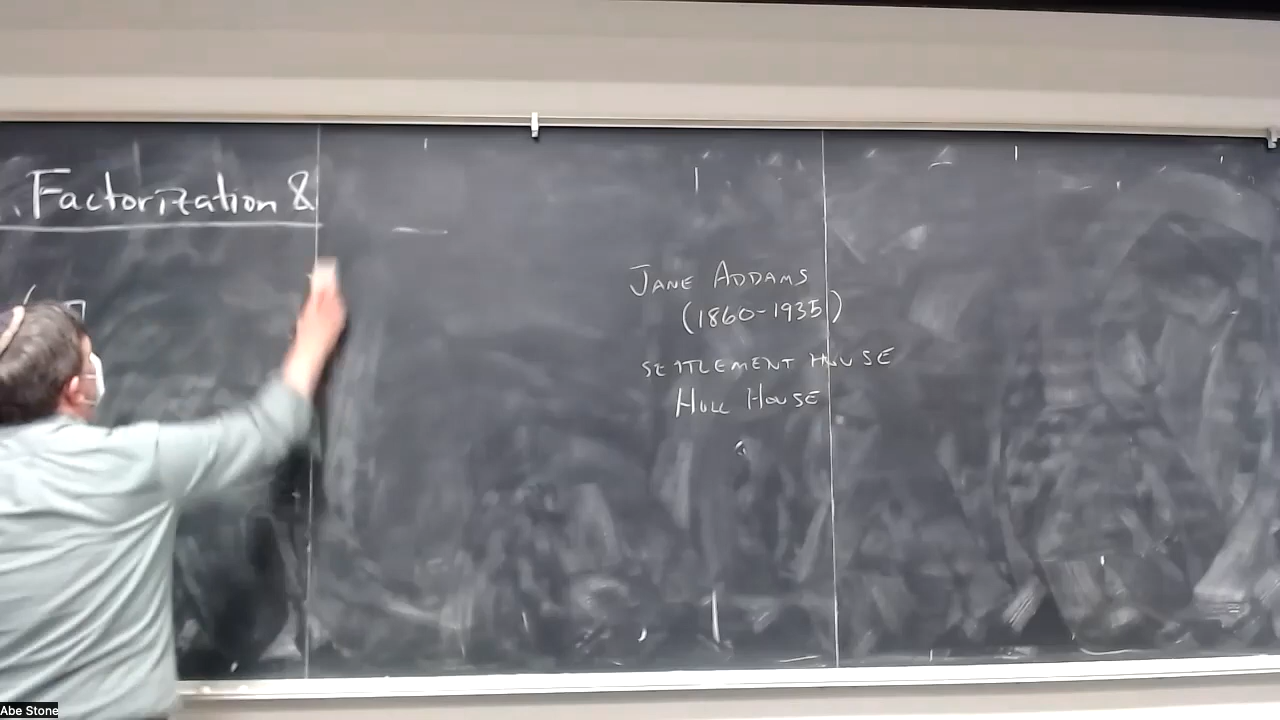 Factorization &
JANE ADDAMS
(1860-1935)
SETTLEMENT HOUSE
HULL HOUSE
Abe Stone